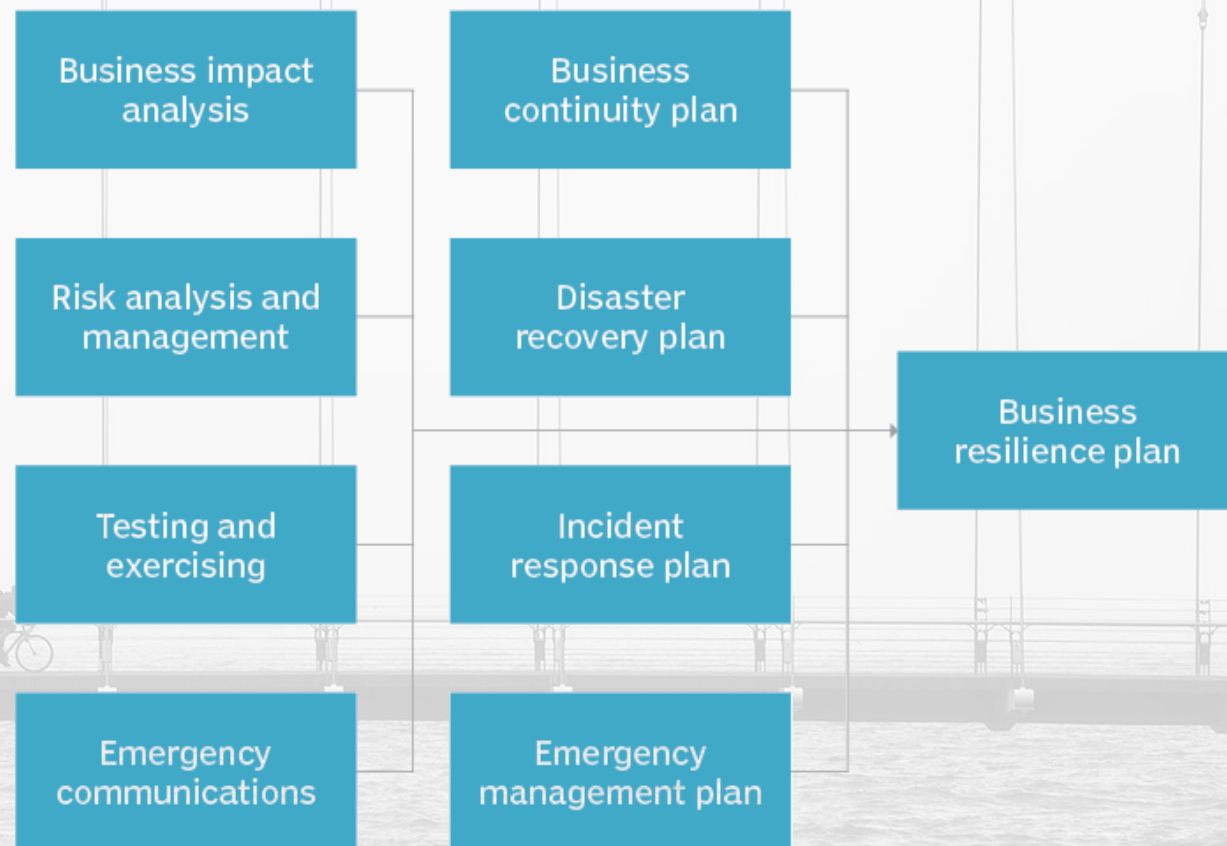 Business impact
analysis
Business
continuity plan
Risk analysis and
management
Disaster
recovery plan
Business
resilience plan
Testing and
exercising
Incident
response plan
Emergency
communications
Emergency
management plan